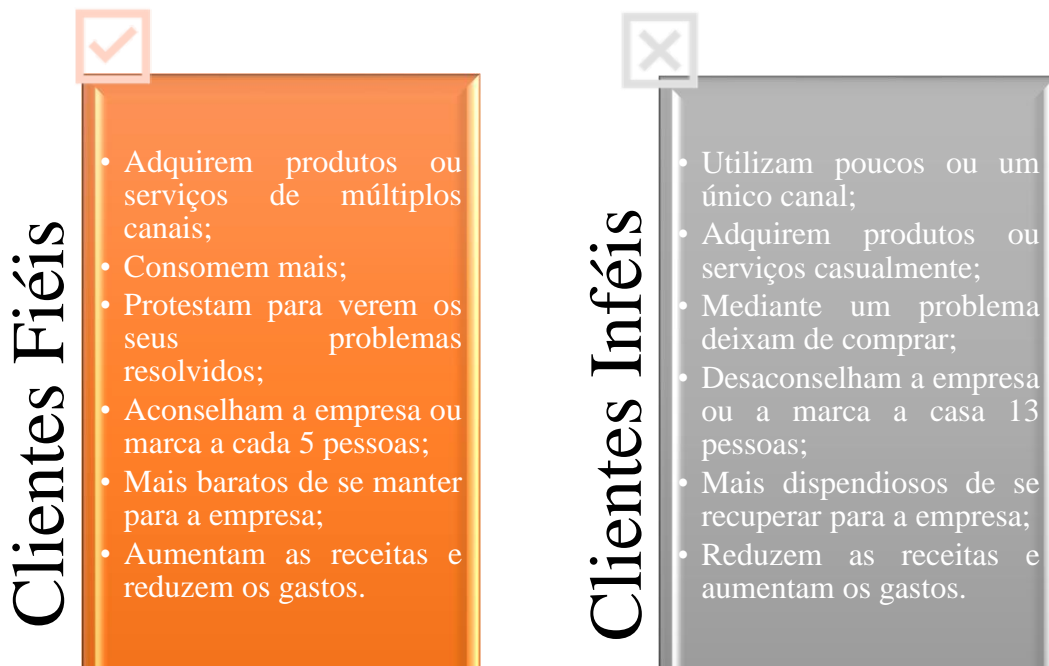 Clientes Fiéis
• Adquirem produtos ou
serviços de múltiplos
canais;
• Consomem mais;
• Protestam para verem os
seus problemas
resolvidos;
• Aconselham a empresa ou
marca a cada 5 pessoas;
• Mais baratos de se manter
para a empresa;
• Aumentam as receitas e
reduzem os gastos.
Clientes Inféis
• Utilizam poucos ou um
único canal;
• Adquirem produtos ou
serviços casualmente;
• Mediante um problema
deixam de comprar;
• Desaconselham a empresa
ou a marca a casa 13
pessoas;
• Mais dispendiosos de se
recuperar para a empresa;
• Reduzem as receitas e
aumentam os gastos.